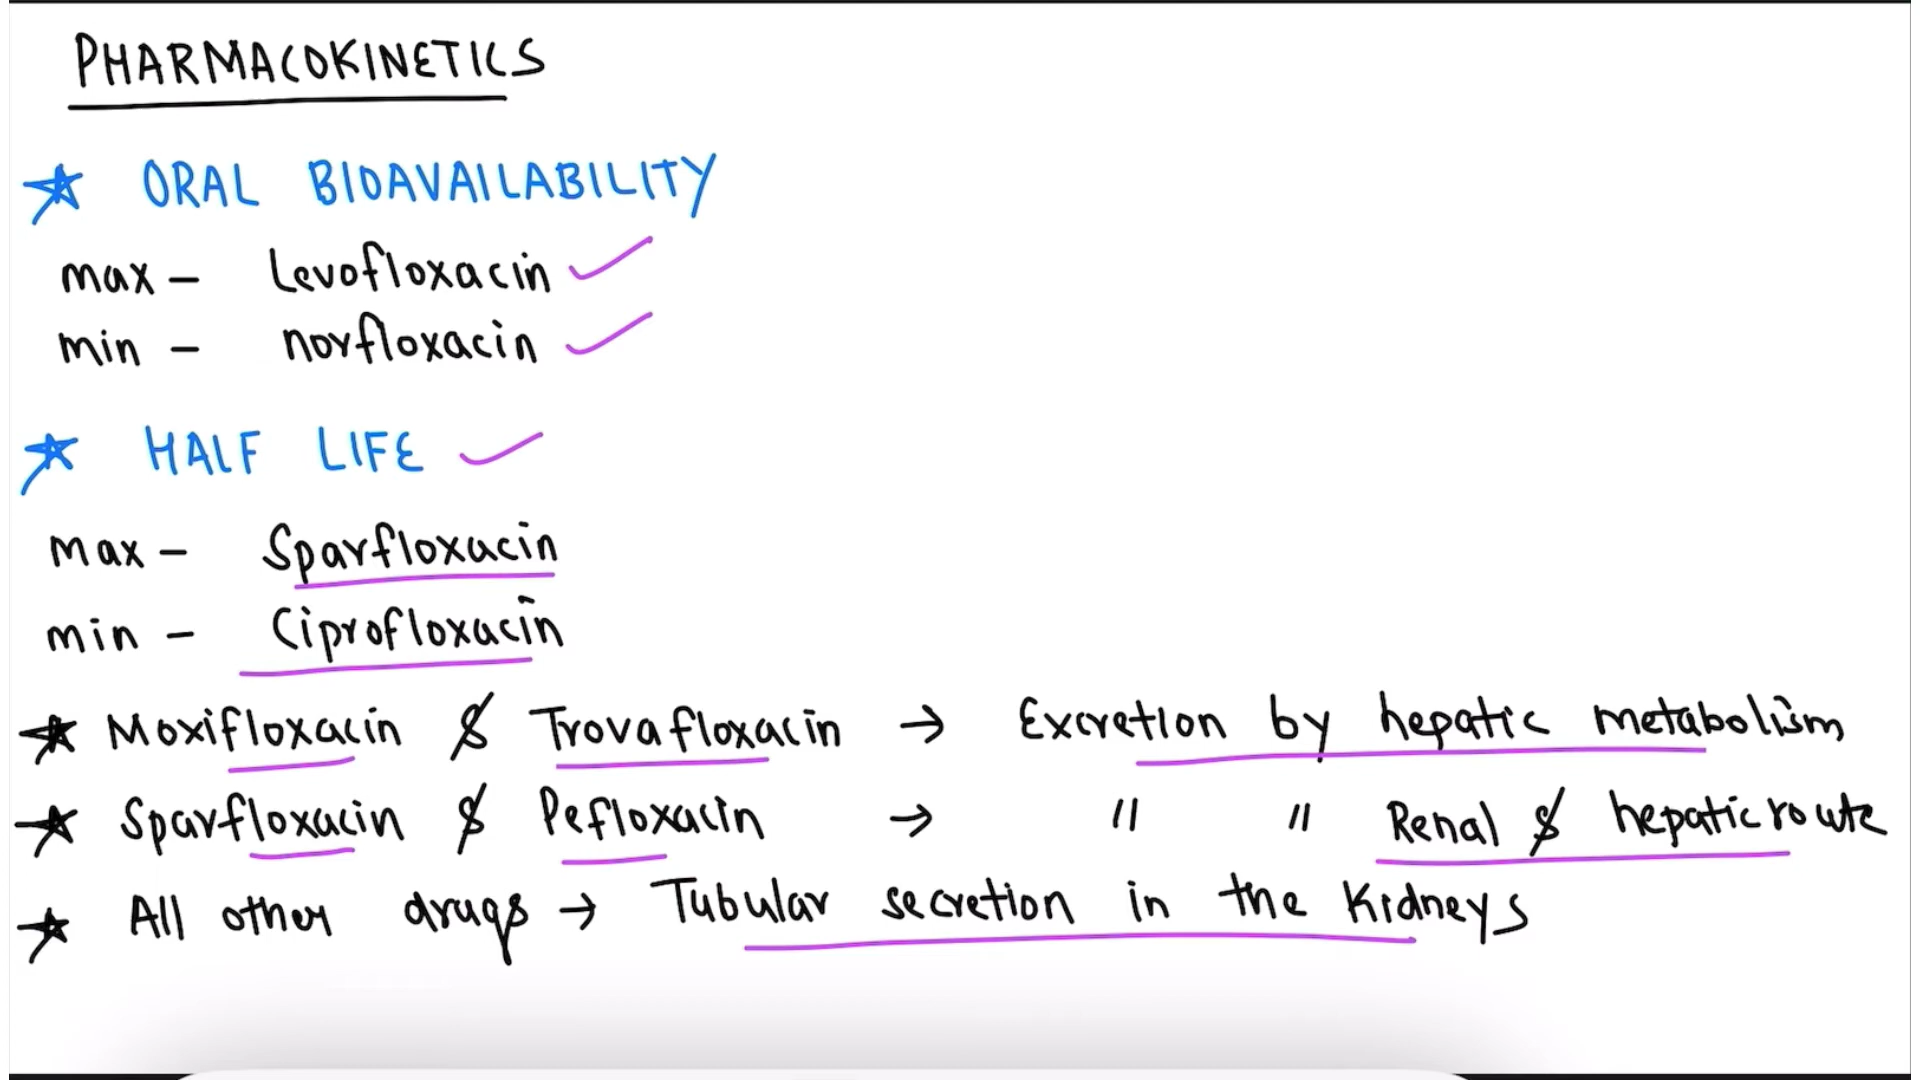 PHARMACOKINETICS
★ ORAL BIOAVAILABILITY
max - Levofloxacin ✓
min - norfloxacin ✓
★ HALF LIFE ✓
max - Sparfloxacin
min - Ciprofloxacin
★ Moxifloxacin & Trovafloxacin → Excretion by hepatic metabolism
★ Sparfloxacin & Pefloxacin → " " Renal & hepatic route
★ All other drugs → Tubular secretion in the Kidneys